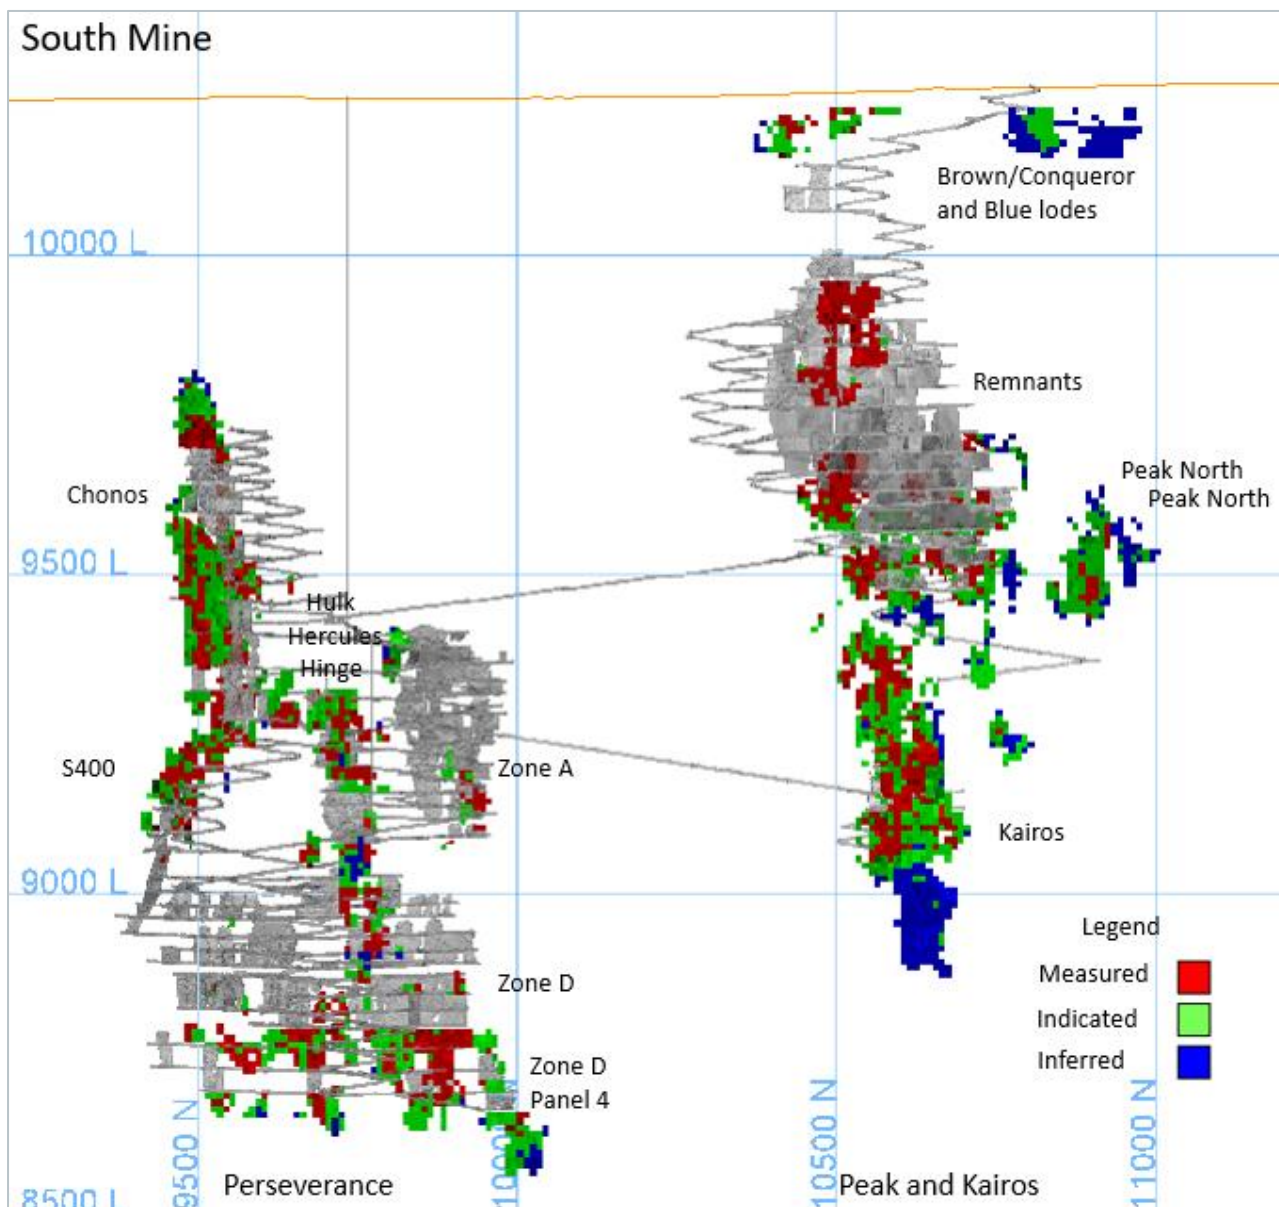 South Mine
Brown/Conqueror
and Blue lodes
10000 L
Remnants
Peak North
Peak North
Chonos
9500 L
Hulk
Hercules
Hinge
S400
Zone A
Kairos
9000 L
Legend
Measured
Indicated
Inferred
Zone D
Zone D
Panel 4
9500 N
10000 N
10500 N
11000 N
Perseverance
Peak and Kairos
8500 L